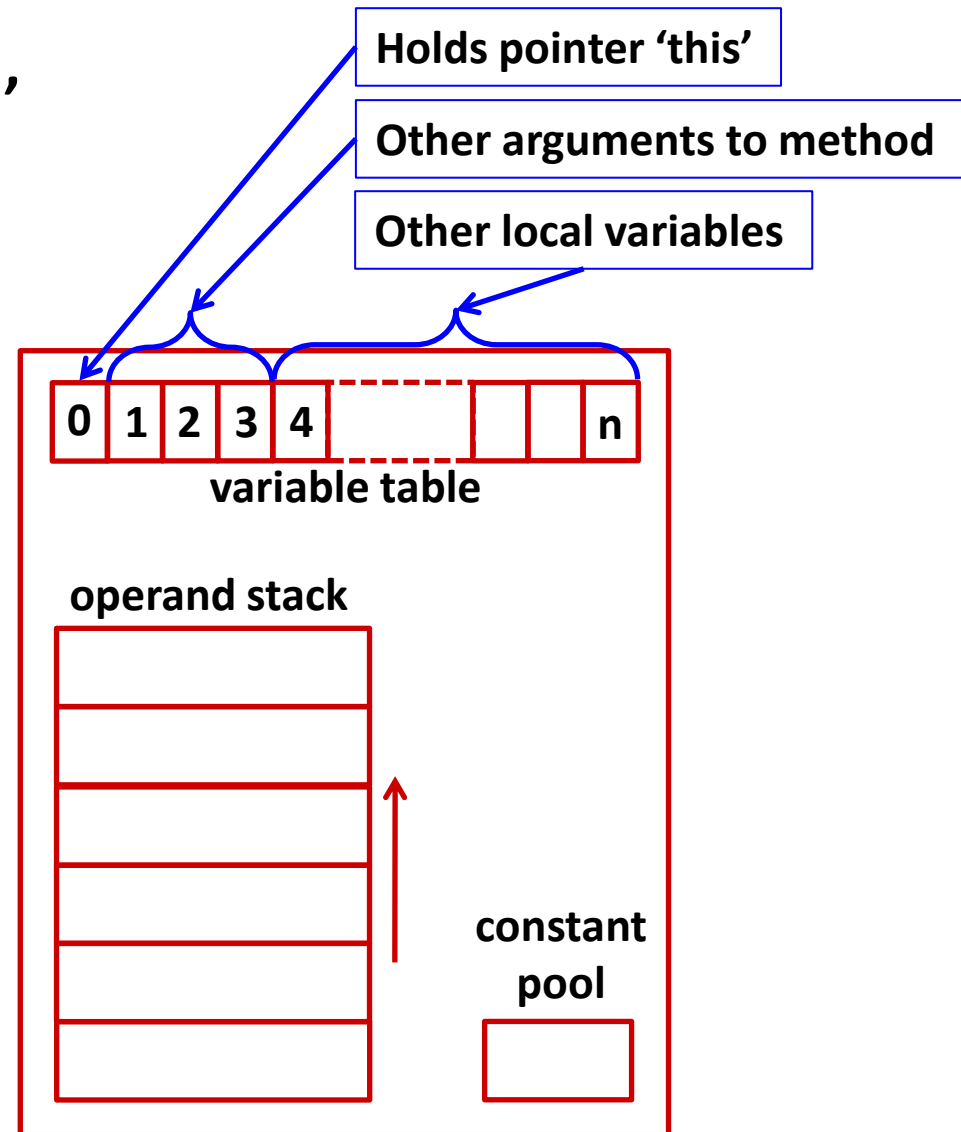 Holds pointer ‘this’
,
Other arguments to method
Other local variables
0 1 2 3 4 n
variable table
operand stack
constant
pool